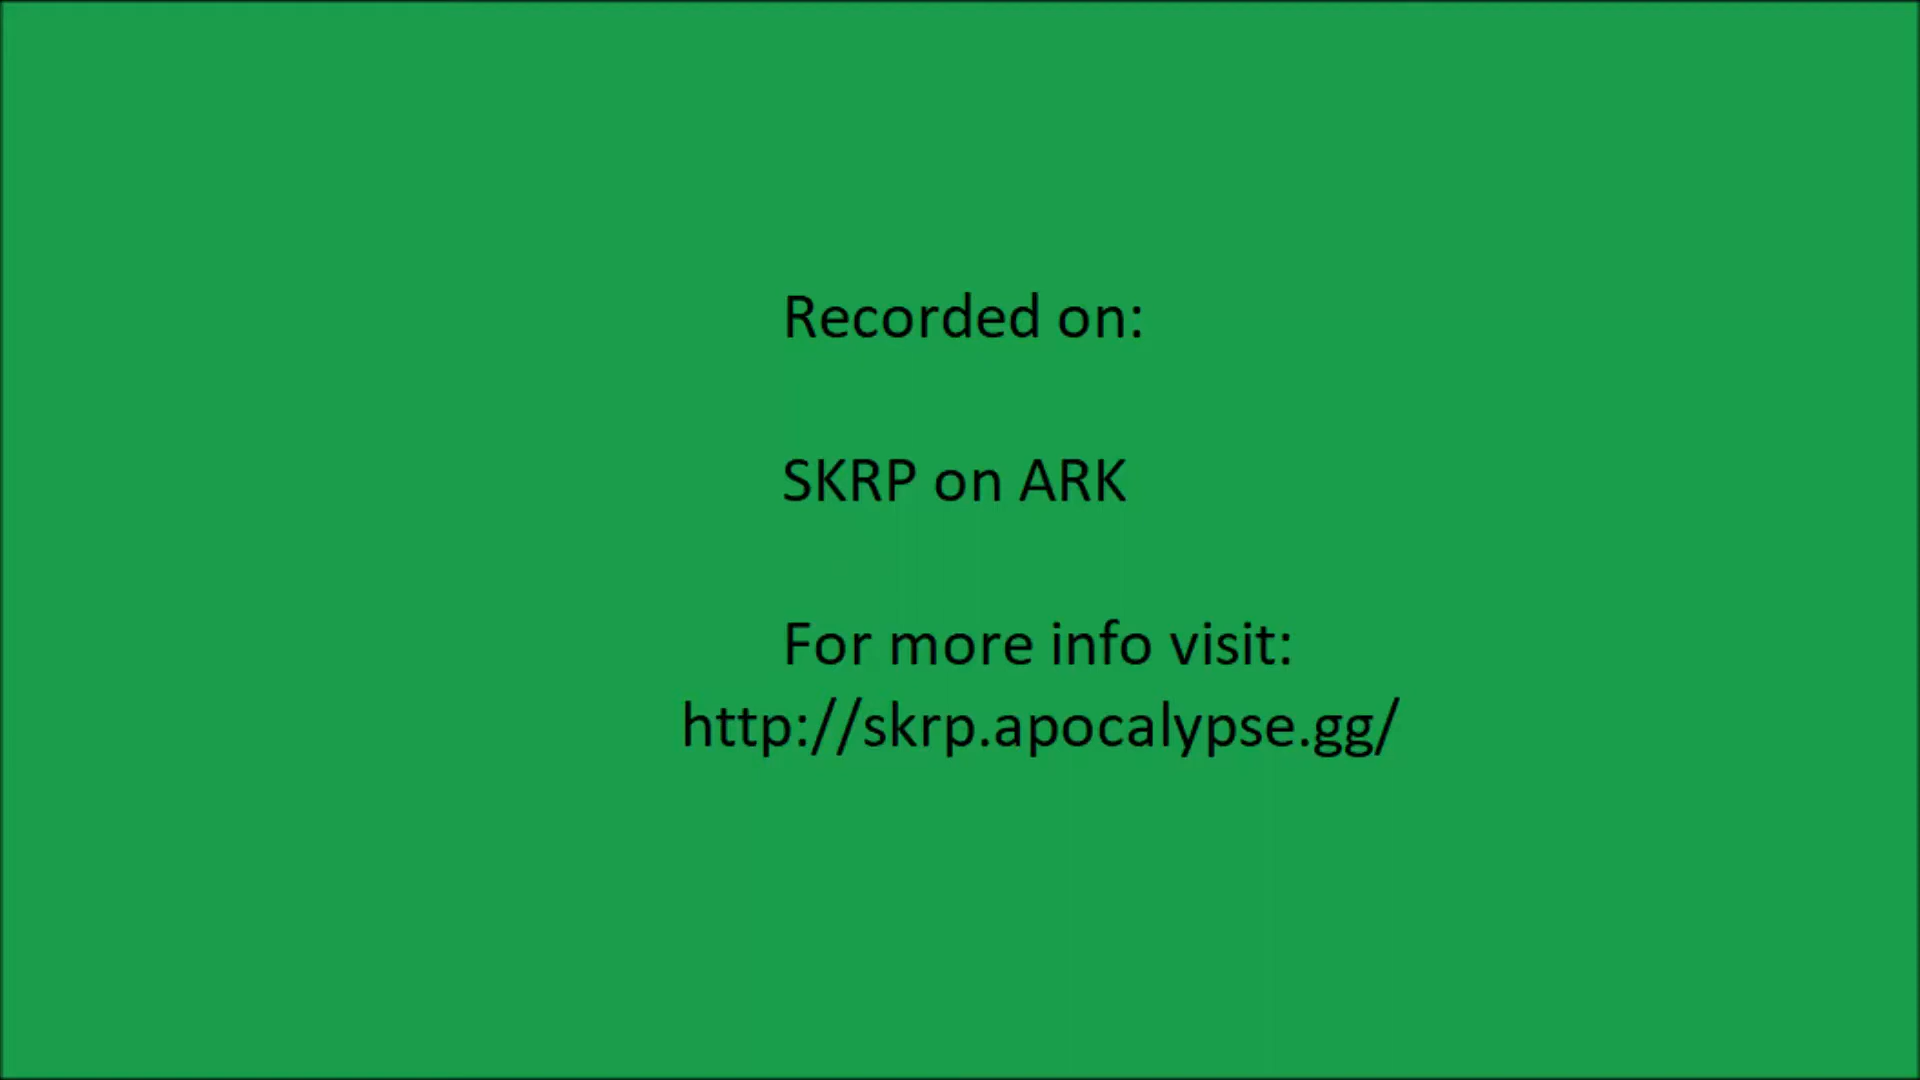 Recorded on:
SKRP on ARK
For more info visit:
http://skrp.apocalypse.gg/